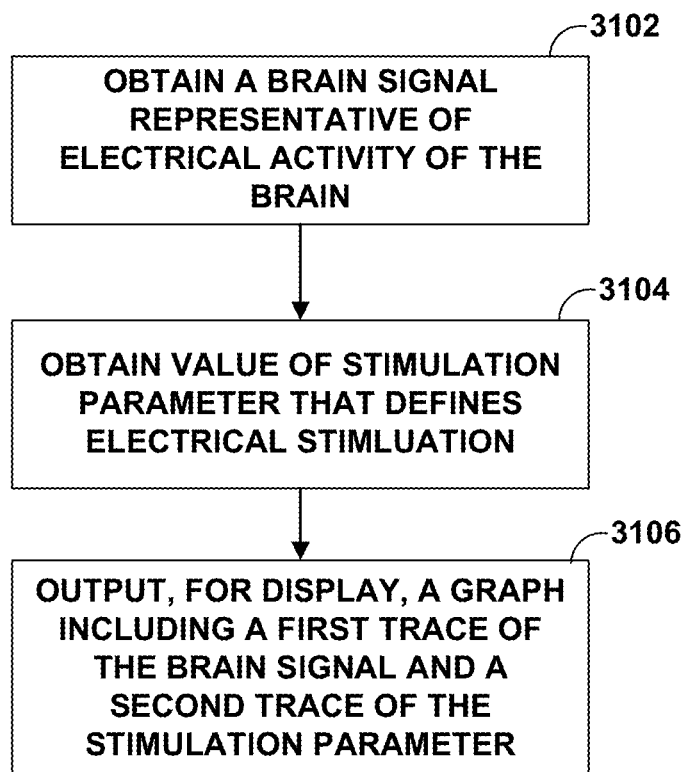 3102
OBTAIN A BRAIN SIGNAL
REPRESENTATIVE OF
ELECTRICAL ACTIVITY OF THE
BRAIN
3104
OBTAIN VALUE OF STIMULATION
PARAMETER THAT DEFINES
ELECTRICAL STIMLUATION
3106
OUTPUT, FOR DISPLAY, A GRAPH
INCLUDING A FIRST TRACE OF
THE BRAIN SIGNAL AND A
SECOND TRACE OF THE
STIMULATION PARAMETER